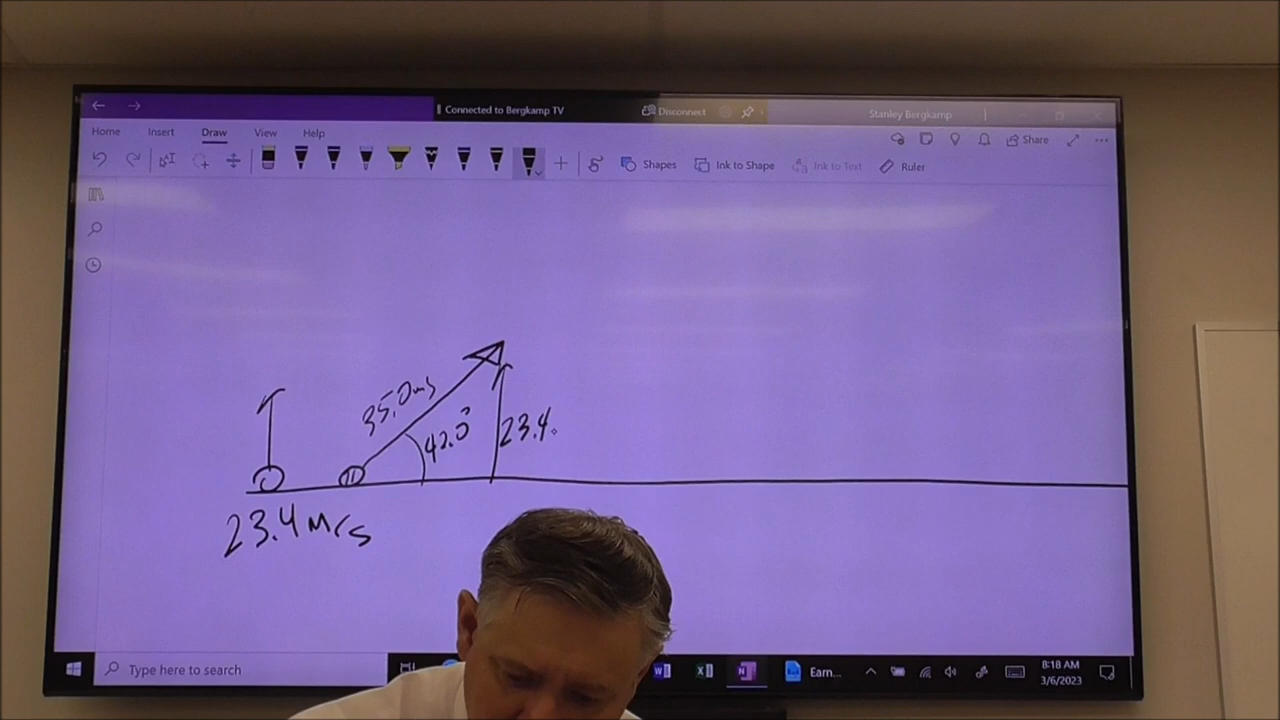 Connected to Bergkamp TV
Disconnect
Stanley Bergkamp
Home Insert Draw View Help
Share
Shapes
Ink to Shape
Ink to Text
Ruler
35.0m/s
42.0°
23.4
23.4 m/s
Type here to search
Earn...
8:18 AM
3/6/2023